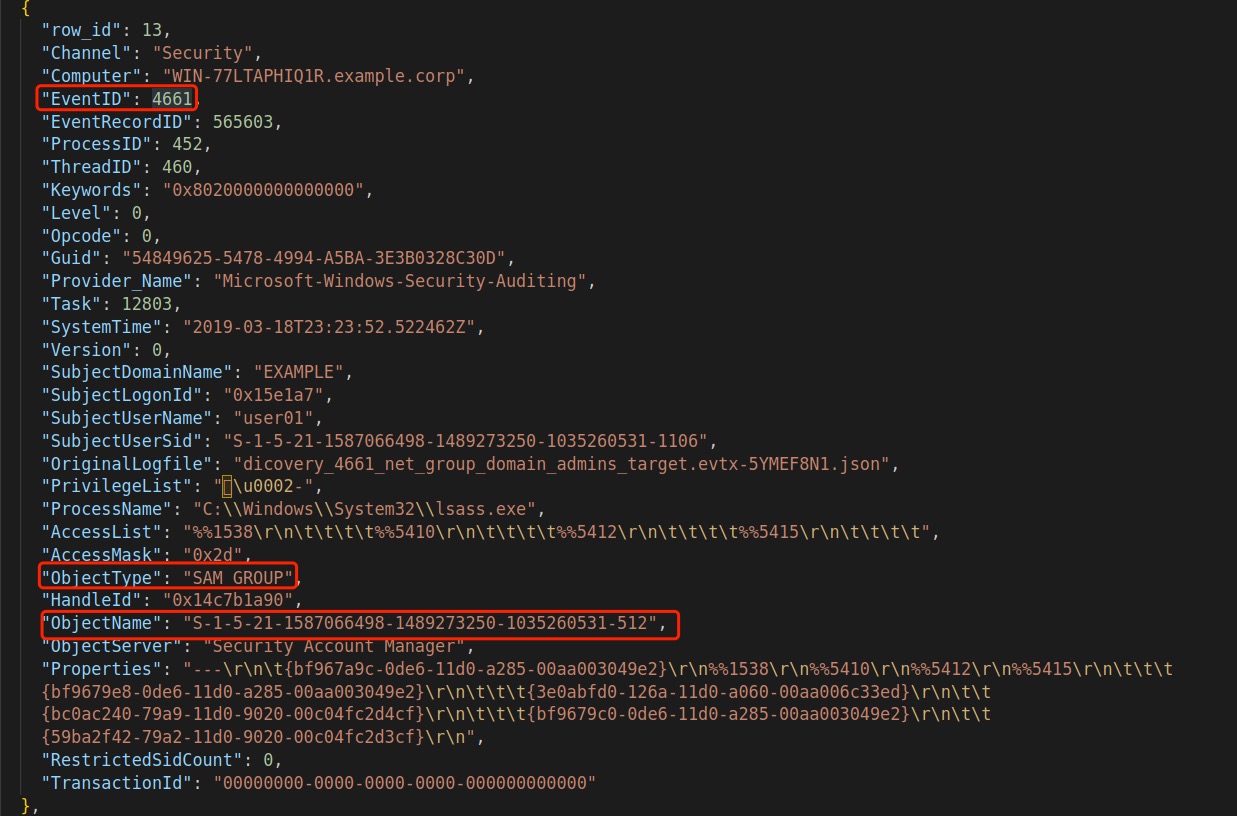 {
"row_id": 13,
"Channel": "Security",
"Computer": "WIN-77LTAPHIQ1R.example.corp",
"EventID": 4661,
"EventRecordID": 565603,
"ProcessID": 452,
"ThreadID": 460,
"Keywords": "0x8020000000000000",
"Level": 0,
"Opcode": 0,
"Guid": "54849625-5478-4994-A5BA-3E3B0328C30D",
"Provider_Name": "Microsoft-Windows-Security-Auditing",
"Task": 12803,
"SystemTime": "2019-03-18T23:23:52.522462Z",
"Version": 0,
"SubjectDomainName": "EXAMPLE",
"SubjectLogonId": "0x15e1a7",
"SubjectUserName": "user01",
"SubjectUserSid": "S-1-5-21-1587066498-1489273250-1035260531-1106",
"OriginalLogfile": "dicovery_4661_net_group_domain_admins_target.evtx-5YMEF8N1.json",
"PrivilegeList": "\u0002-",
"ProcessName": "C:\\Windows\\System32\\lsass.exe",
"AccessList": "%%1538\r\n\t\t\t\t%%5410\r\n\t\t\t\t%%5412\r\n\t\t\t\t%%5415\r\n\t\t\t\t",
"AccessMask": "0x2d",
"ObjectType": "SAM_GROUP",
"HandleId": "0x14c7b1a90",
"ObjectName": "S-1-5-21-1587066498-1489273250-1035260531-512",
"ObjectServer": "Security Account Manager",
"Properties": "---\r\n\t{bf967a9c-0de6-11d0-a285-00aa003049e2}\r\n%%1538\r\n%%5410\r\n%%5412\r\n%%5415\r\n\t\t\t
{bf9679e8-0de6-11d0-a285-00aa003049e2}\r\n\t\t\t{3e0abfd0-126a-11d0-a060-00aa006c33ed}\r\n\t\t
{bc0ac240-79a9-11d0-9020-00c04fc2d4cf}\r\n\t\t\t{bf9679c0-0de6-11d0-a285-00aa003049e2}\r\n\t\t
{59ba2f42-79a2-11d0-9020-00c04fc2d3cf}\r\n",
"RestrictedSidCount": 0,
"TransactionId": "00000000-0000-0000-0000-000000000000"
},